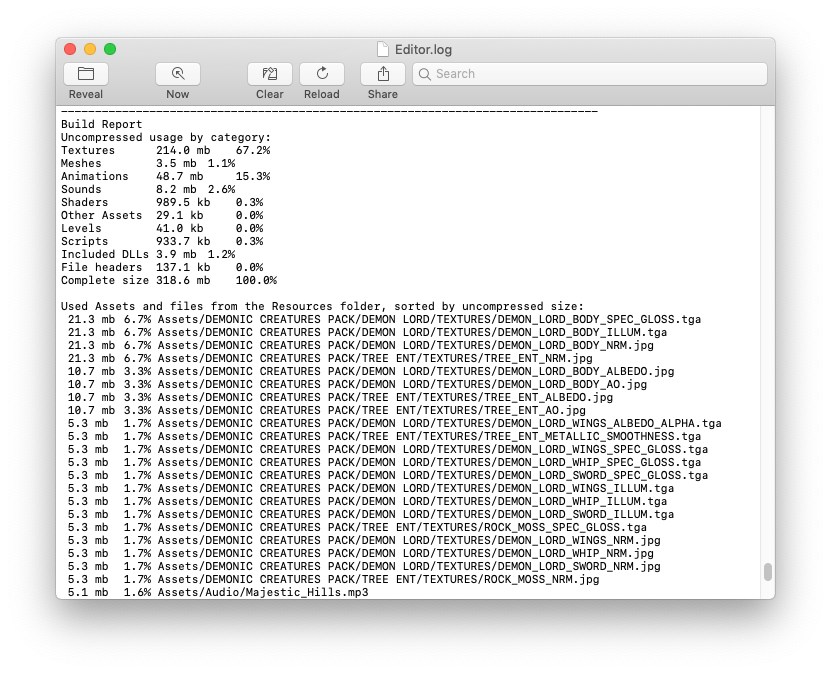 Editor.log
Reveal Now Clear Reload Share Search
--------------------------------------------------------------------------------
Build Report
Uncompressed usage by category:
Textures 214.0 mb 67.2%
Meshes 3.5 mb 1.1%
Animations 48.7 mb 15.3%
Sounds 8.2 mb 2.6%
Shaders 989.5 kb 0.3%
Other Assets 29.1 kb 0.0%
Levels 41.0 kb 0.0%
Scripts 933.7 kb 0.3%
Included DLLs 3.9 mb 1.2%
File headers 137.1 kb 0.0%
Complete size 318.6 mb 100.0%
Used Assets and files from the Resources folder, sorted by uncompressed size:
21.3 mb 6.7% Assets/DEMONIC CREATURES PACK/DEMON LORD/TEXTURES/DEMON_LORD_BODY_SPEC_GLOSS.tga
21.3 mb 6.7% Assets/DEMONIC CREATURES PACK/DEMON LORD/TEXTURES/DEMON_LORD_BODY_ILLUM.tga
21.3 mb 6.7% Assets/DEMONIC CREATURES PACK/DEMON LORD/TEXTURES/DEMON_LORD_BODY_NRM.jpg
21.3 mb 6.7% Assets/DEMONIC CREATURES PACK/TREE ENT/TEXTURES/TREE_ENT_NRM.jpg
10.7 mb 3.3% Assets/DEMONIC CREATURES PACK/DEMON LORD/TEXTURES/DEMON_LORD_BODY_ALBEDO.jpg
10.7 mb 3.3% Assets/DEMONIC CREATURES PACK/DEMON LORD/TEXTURES/DEMON_LORD_BODY_AO.jpg
10.7 mb 3.3% Assets/DEMONIC CREATURES PACK/TREE ENT/TEXTURES/TREE_ENT_ALBEDO.jpg
10.7 mb 3.3% Assets/DEMONIC CREATURES PACK/TREE ENT/TEXTURES/TREE_ENT_AO.jpg
5.3 mb 1.7% Assets/DEMONIC CREATURES PACK/DEMON LORD/TEXTURES/DEMON_LORD_WINGS_ALBEDO_ALPHA.tga
5.3 mb 1.7% Assets/DEMONIC CREATURES PACK/TREE ENT/TEXTURES/TREE_ENT_METALLIC_SMOOTHNESS.tga
5.3 mb 1.7% Assets/DEMONIC CREATURES PACK/DEMON LORD/TEXTURES/DEMON_LORD_WINGS_SPEC_GLOSS.tga
5.3 mb 1.7% Assets/DEMONIC CREATURES PACK/DEMON LORD/TEXTURES/DEMON_LORD_WHIP_SPEC_GLOSS.tga
5.3 mb 1.7% Assets/DEMONIC CREATURES PACK/DEMON LORD/TEXTURES/DEMON_LORD_SWORD_SPEC_GLOSS.tga
5.3 mb 1.7% Assets/DEMONIC CREATURES PACK/DEMON LORD/TEXTURES/DEMON_LORD_WINGS_ILLUM.tga
5.3 mb 1.7% Assets/DEMONIC CREATURES PACK/DEMON LORD/TEXTURES/DEMON_LORD_WHIP_ILLUM.tga
5.3 mb 1.7% Assets/DEMONIC CREATURES PACK/DEMON LORD/TEXTURES/DEMON_LORD_SWORD_ILLUM.tga
5.3 mb 1.7% Assets/DEMONIC CREATURES PACK/TREE ENT/TEXTURES/ROCK_MOSS_SPEC_GLOSS.tga
5.3 mb 1.7% Assets/DEMONIC CREATURES PACK/DEMON LORD/TEXTURES/DEMON_LORD_WINGS_NRM.jpg
5.3 mb 1.7% Assets/DEMONIC CREATURES PACK/DEMON LORD/TEXTURES/DEMON_LORD_WHIP_NRM.jpg
5.3 mb 1.7% Assets/DEMONIC CREATURES PACK/DEMON LORD/TEXTURES/DEMON_LORD_SWORD_NRM.jpg
5.3 mb 1.7% Assets/DEMONIC CREATURES PACK/TREE ENT/TEXTURES/ROCK_MOSS_NRM.jpg
5.1 mb 1.6% Assets/Audio/Majestic_Hills.mp3